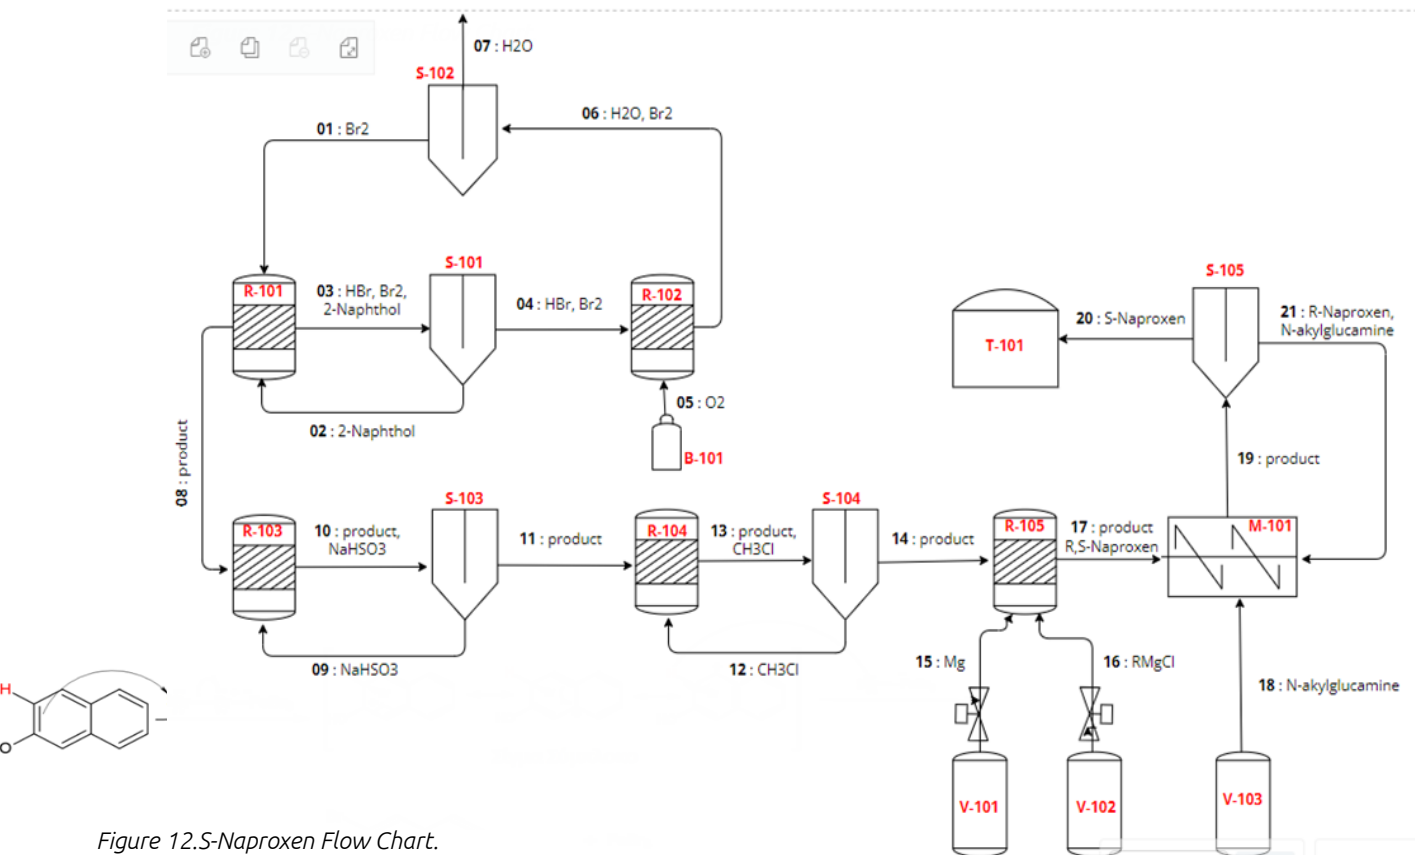 07 : H2O
S-102
06 : H2O, Br2
01 : Br2
S-101
R-101
03 : HBr, Br2,
2-Naphthol
04 : HBr, Br2
R-102
02 : 2-Naphthol
05 : O2
B-101
S-105
T-101
20 : S-Naproxen
21 : R-Naproxen,
N-akylglucamine
08 : product
19 : product
S-103
R-103
10 : product,
NaHSO3
11 : product
S-104
R-104
13 : product,
CH3Cl
14 : product
R-105
17 : product
R,S-Naproxen
M-101
09 : NaHSO3
12 : CH3Cl
15 : Mg
16 : RMgCl
18 : N-akylglucamine
H
O
V-101
V-102
V-103
Figure 12.S-Naproxen Flow Chart.